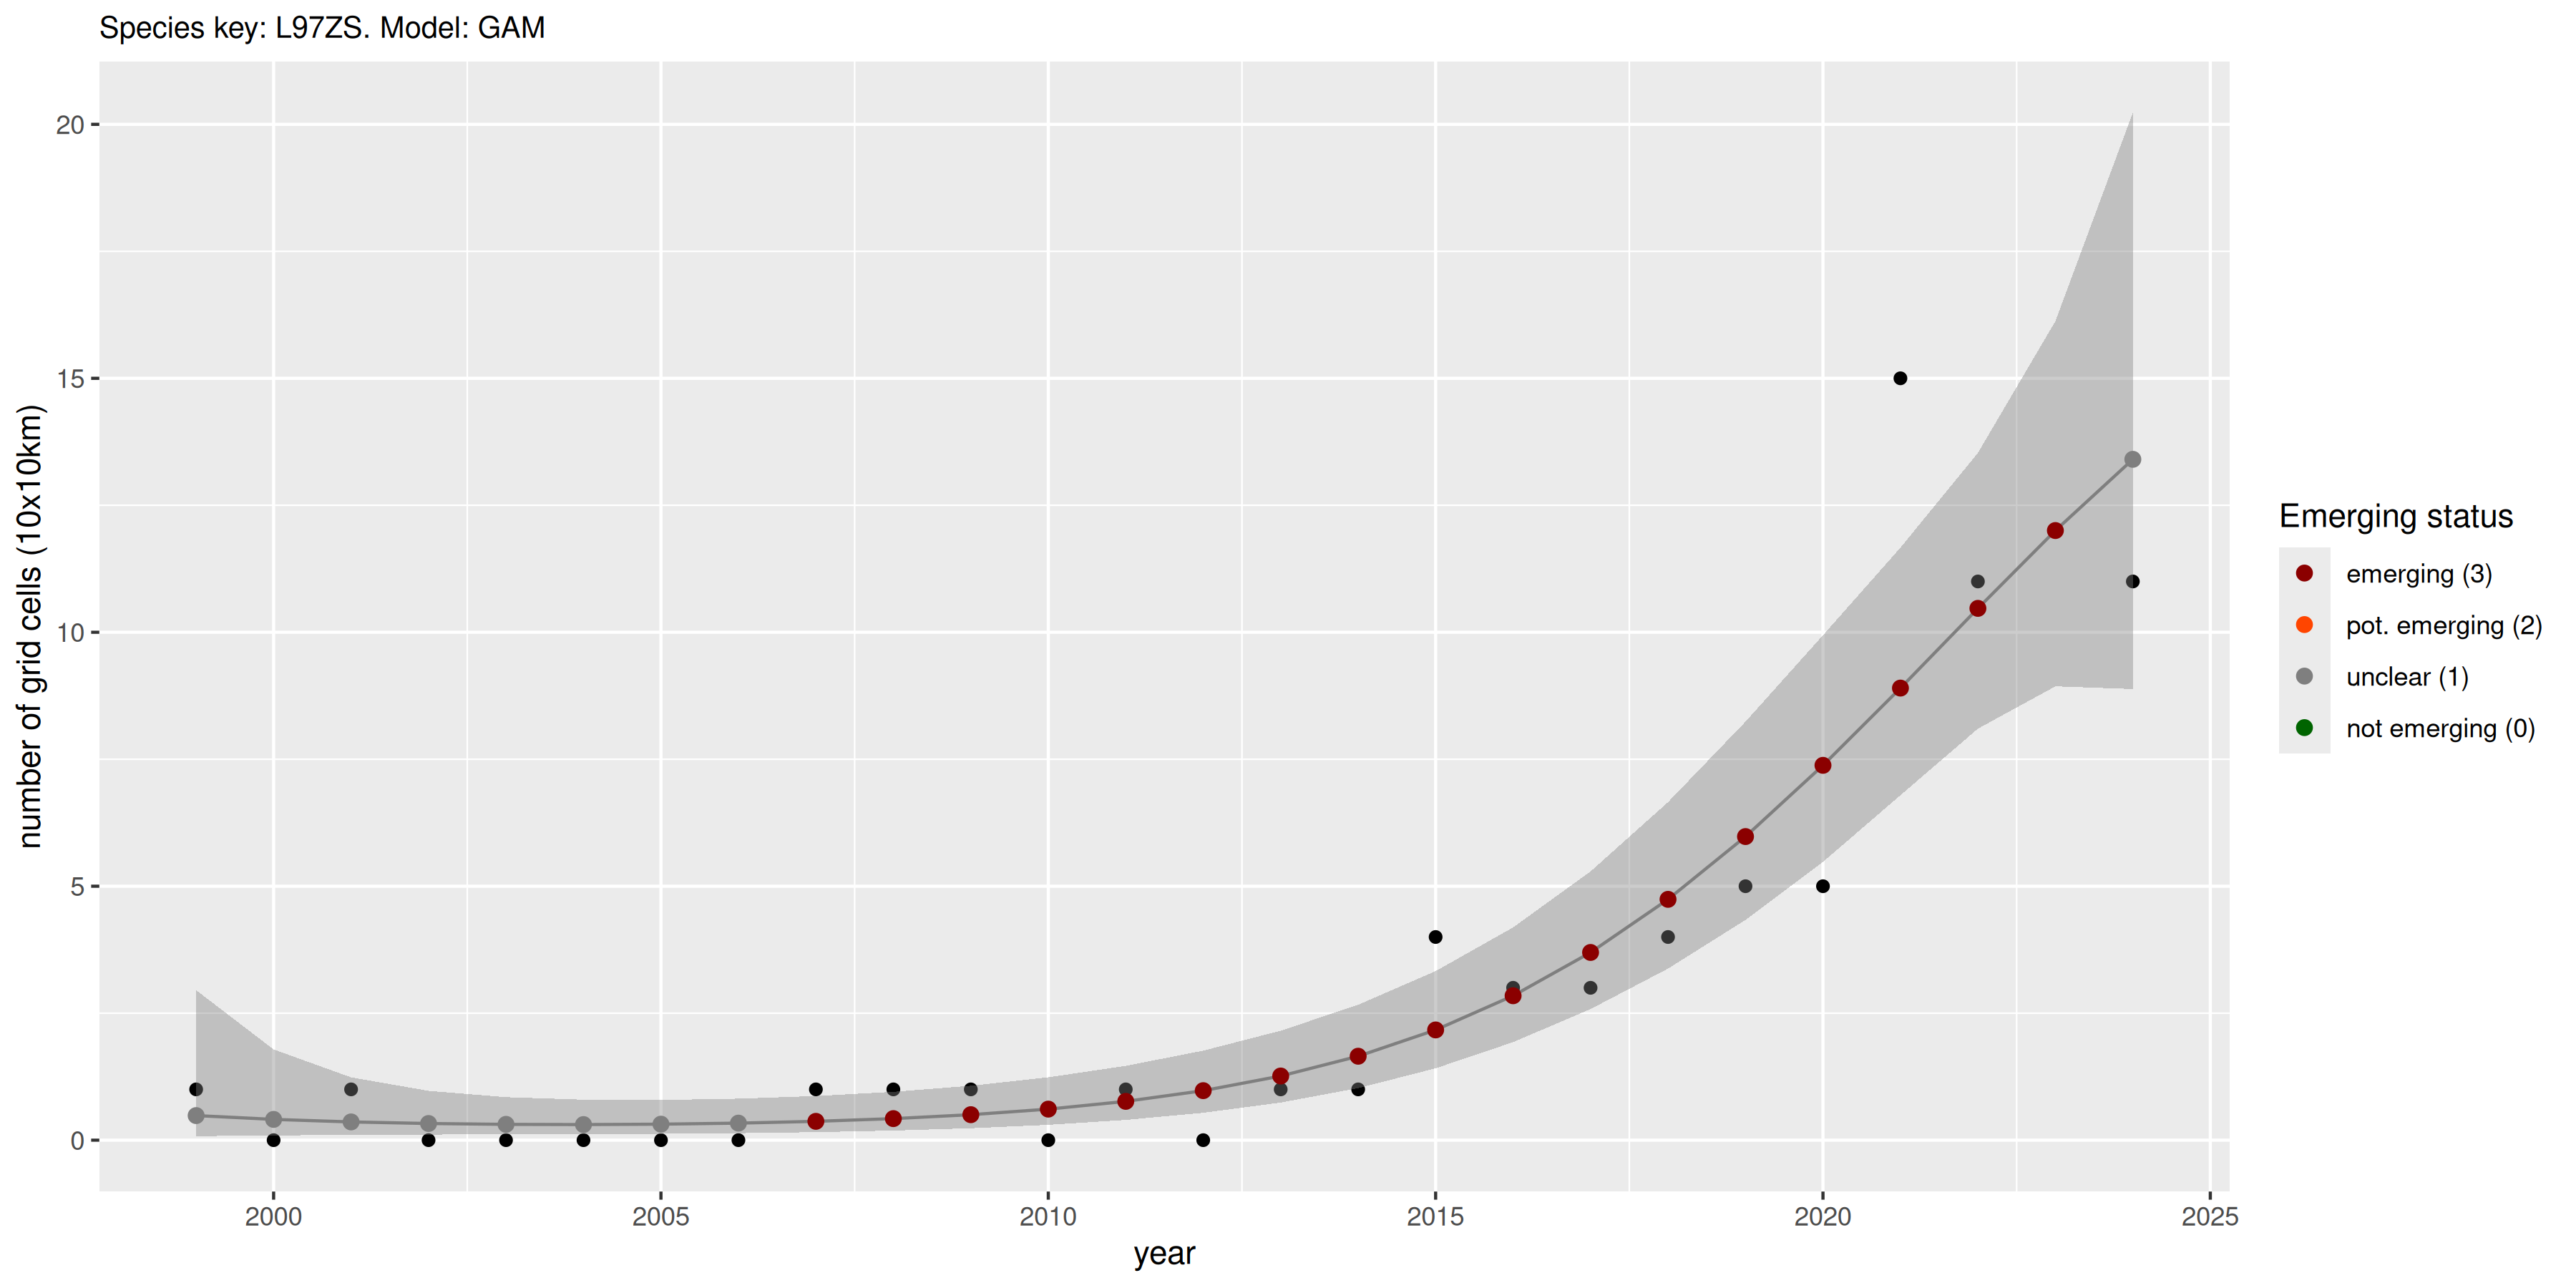 Species key: L97ZS. Model: GAM
number of grid cells (10x10km)
20
15
10
5
0
2000 2005 2010 2015 2020 2025
year
Emerging status
emerging (3)
pot. emerging (2)
unclear (1)
not emerging (0)